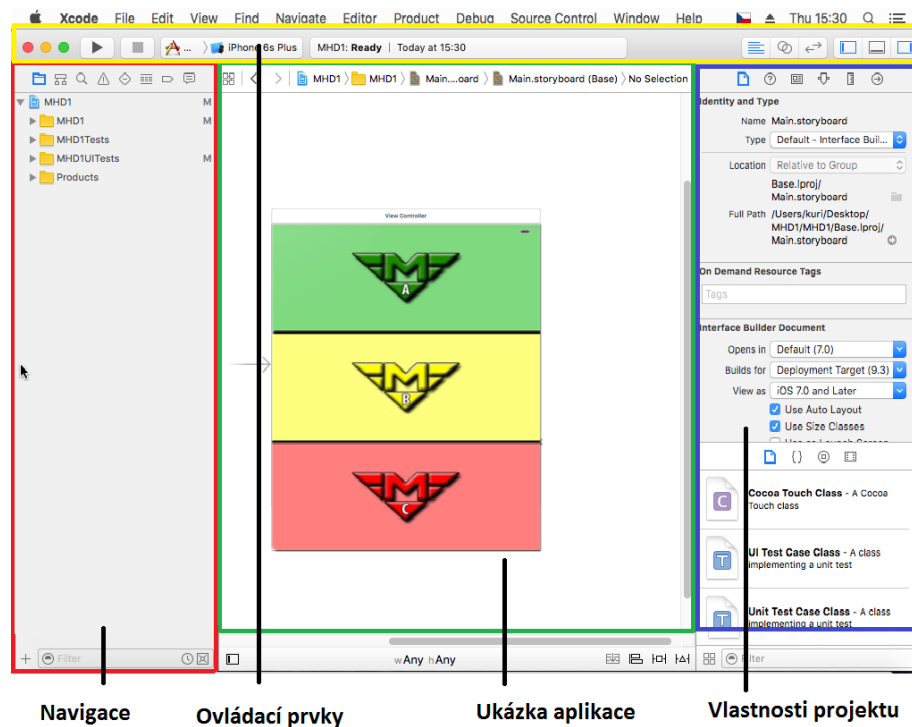 Xcode File Edit View Find Navigate Editor Product Debug Source Control Window Help Thu 15:30
... iPhone 6s Plus MHD1: Ready | Today at 15:30
MHD1 MHD1 Main....oard Main.storyboard (Base) No Selection
MHD1 M
MHD1 M
MHD1Tests
MHD1UITests M
Products
Filter
View Controller
M
A
M
B
M
C
wAny hAny
Identity and Type
Name Main.storyboard
Type Default - Interface Buil...
Location Relative to Group
Base.lproj/
Main.storyboard
Full Path /Users/kuri/Desktop/
MHD1/MHD1/Base.lproj/
Main.storyboard
On Demand Resource Tags
Tags
Interface Builder Document
Opens in Default (7.0)
Builds for Deployment Target (9.3)
View as iOS 7.0 and Later
Use Auto Layout
Use Size Classes
Use as Launch Screen
{}
C
Cocoa Touch Class - A Cocoa
Touch class
T
UI Test Case Class - A class
implementing a unit test
T
Unit Test Case Class - A class
implementing a unit test
Filter
Navigace
Ovládací prvky
Ukázka aplikace
Vlastnosti projektu